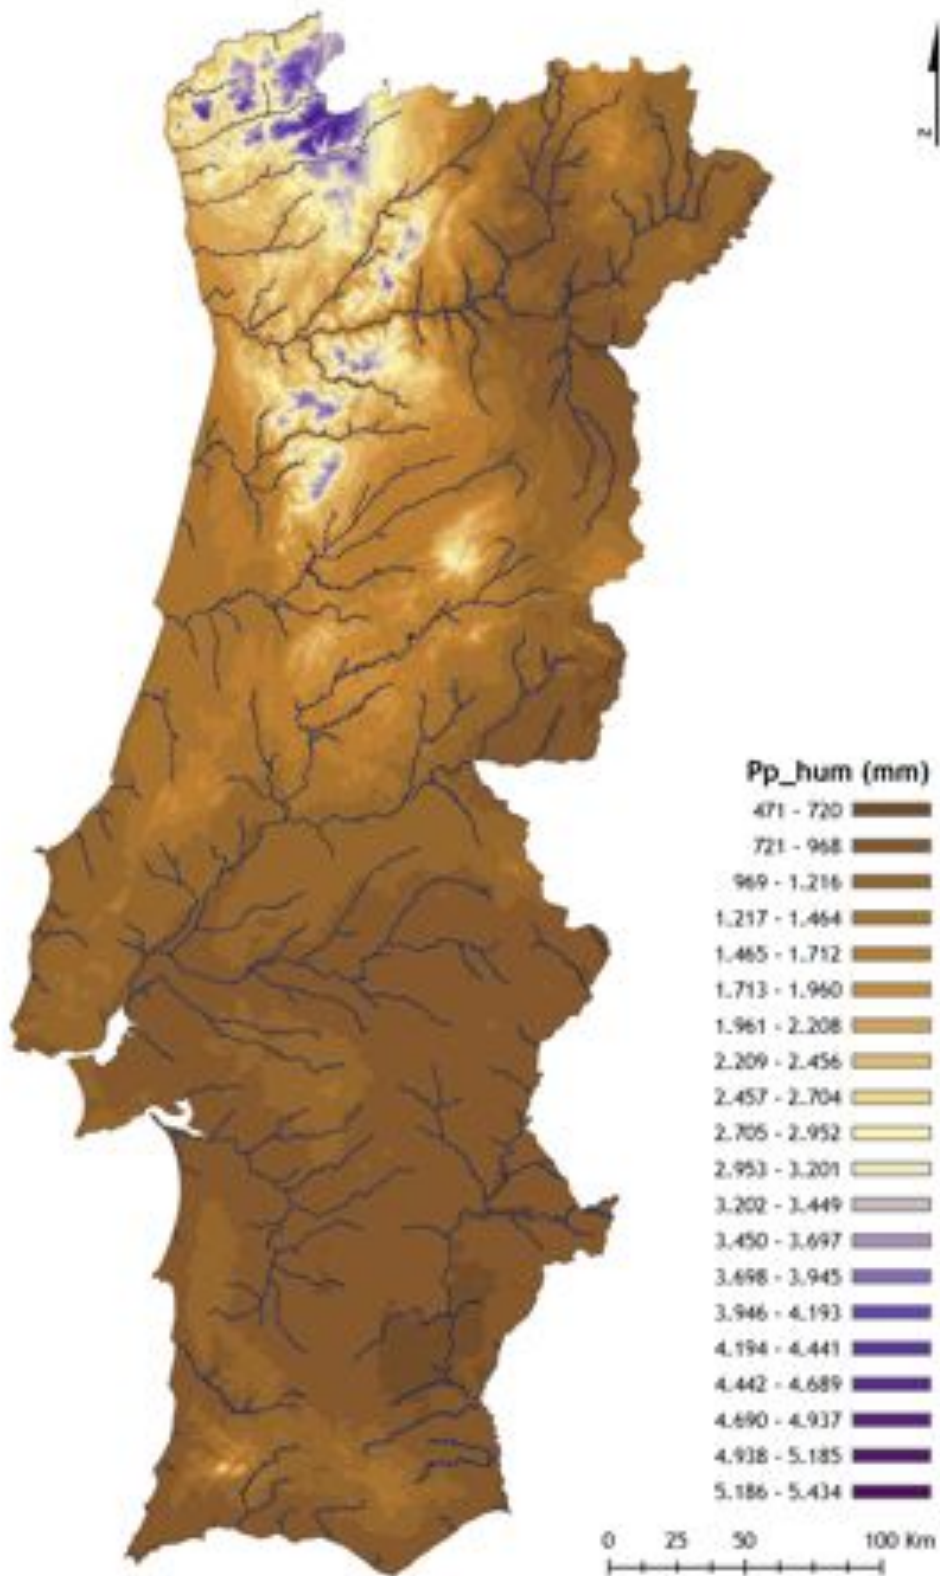 N
Pp_hum (mm)
471 - 720
721 - 968
969 - 1.216
1.217 - 1.464
1.465 - 1.712
1.713 - 1.960
1.961 - 2.208
2.209 - 2.456
2.457 - 2.704
2.705 - 2.952
2.953 - 3.201
3.202 - 3.449
3.450 - 3.697
3.698 - 3.945
3.946 - 4.193
4.194 - 4.441
4.442 - 4.689
4.690 - 4.937
4.938 - 5.185
5.186 - 5.434
0 25 50 100 Km